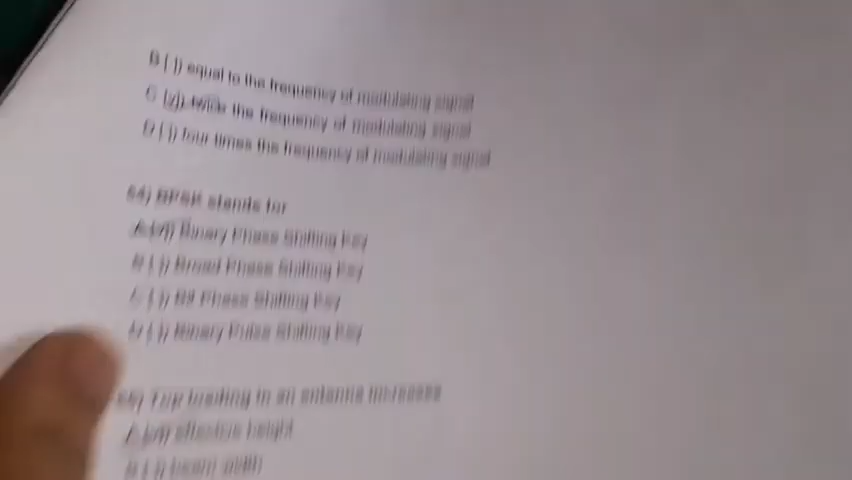 B ( ) equal to the frequency of modulating signal
C (v) twice the frequency of modulating signal
D ( ) four times the frequency of modulating signal
64) BPSK stands for
A (v) Binary Phase Shifting Key
B ( ) Broad Phase Shifting Key
C ( ) Bit Phase Shifting Key
D ( ) Binary Pulse Shifting Key
Top loading in an antenna increases
A (v) effective height
B ( ) beam width